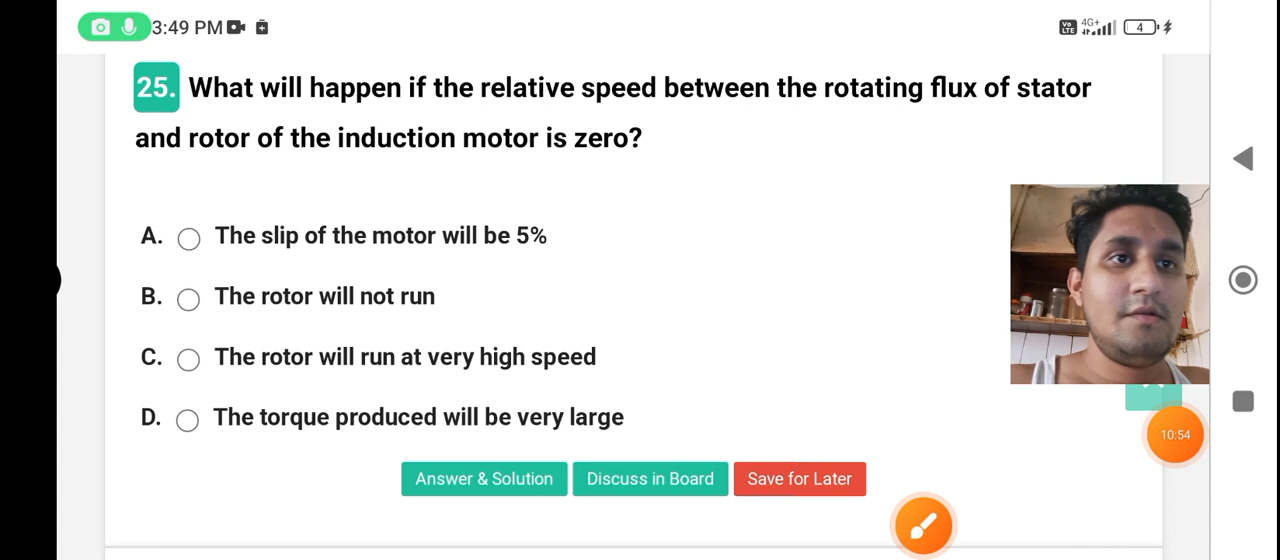 3:49 PM
Vo LTE 4G+ 4
25. What will happen if the relative speed between the rotating flux of stator
and rotor of the induction motor is zero?
A. The slip of the motor will be 5%
B. The rotor will not run
C. The rotor will run at very high speed
D. The torque produced will be very large
10:54
Answer & Solution Discuss in Board Save for Later